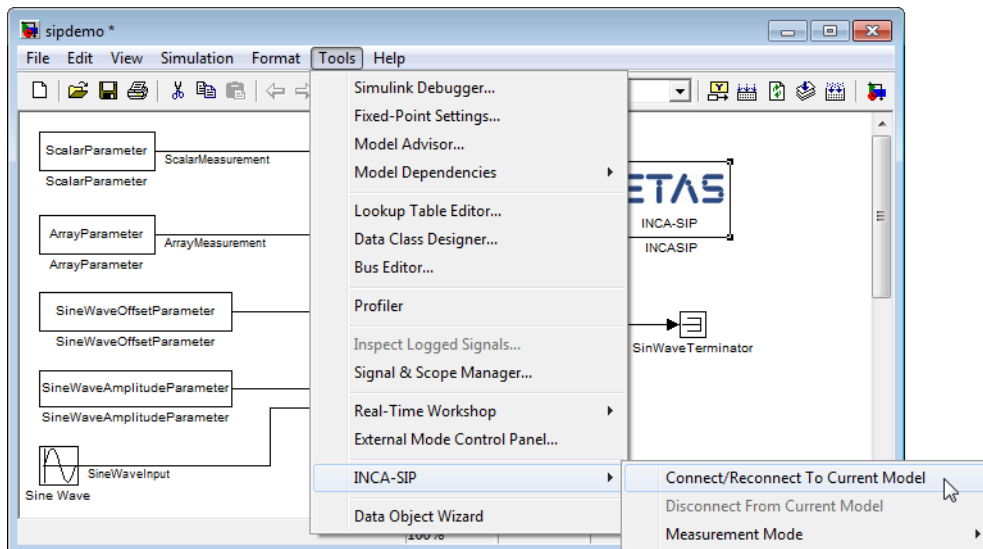 sipdemo *
File Edit View Simulation Format Tools Help
Simulink Debugger...
Fixed-Point Settings...
Model Advisor...
Model Dependencies
Lookup Table Editor...
Data Class Designer...
Bus Editor...
Profiler
Inspect Logged Signals...
Signal & Scope Manager...
Real-Time Workshop
External Mode Control Panel...
INCA-SIP
Data Object Wizard
Connect/Reconnect To Current Model
Disconnect From Current Model
Measurement Mode
ScalarParameter
ScalarMeasurement
ScalarParameter
ArrayParameter
ArrayMeasurement
ArrayParameter
SineWaveOffsetParameter
SineWaveOffsetParameter
SineWaveAmplitudeParameter
SineWaveAmplitudeParameter
SineWaveInput
Sine Wave
ETAS
INCA-SIP
INCASIP
SinWaveTerminator
100%